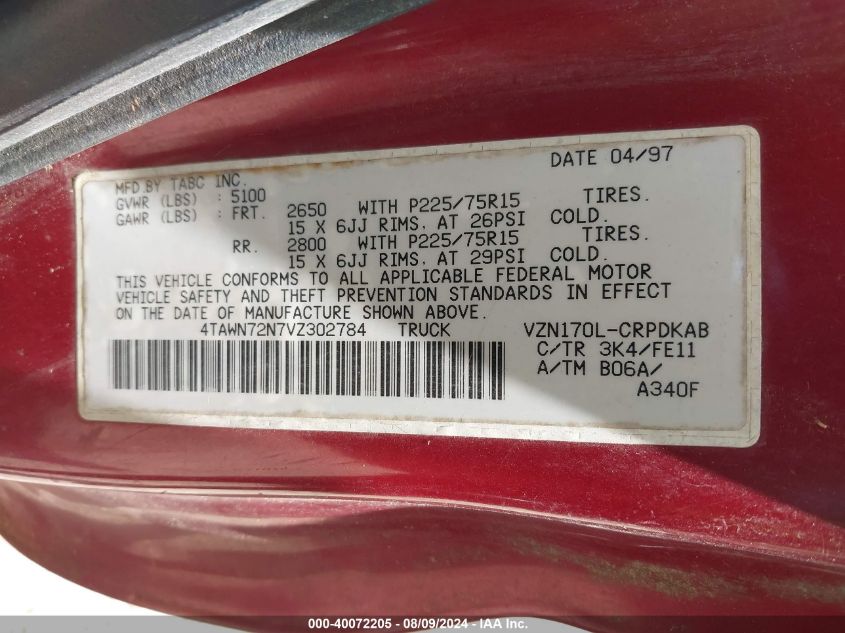 DATE 04/97
MFD.BY TABC INC.
GVWR (LBS) : 5100
GAWR (LBS) : FRT. 2650 WITH P225/75R15 TIRES.
15 X 6JJ RIMS. AT 26PSI COLD.
RR. 2800 WITH P225/75R15 TIRES.
15 X 6JJ RIMS. AT 29PSI COLD.
THIS VEHICLE CONFORMS TO ALL APPLICABLE FEDERAL MOTOR
VEHICLE SAFETY AND THEFT PREVENTION STANDARDS IN EFFECT
ON THE DATE OF MANUFACTURE SHOWN ABOVE.
4TAWN72N7VZ302784 TRUCK VZN170L-CRPDKAB
C/TR 3K4/FE11
A/TM B06A/
A340F
000-40072205 - 08/09/2024 - IAA Inc.